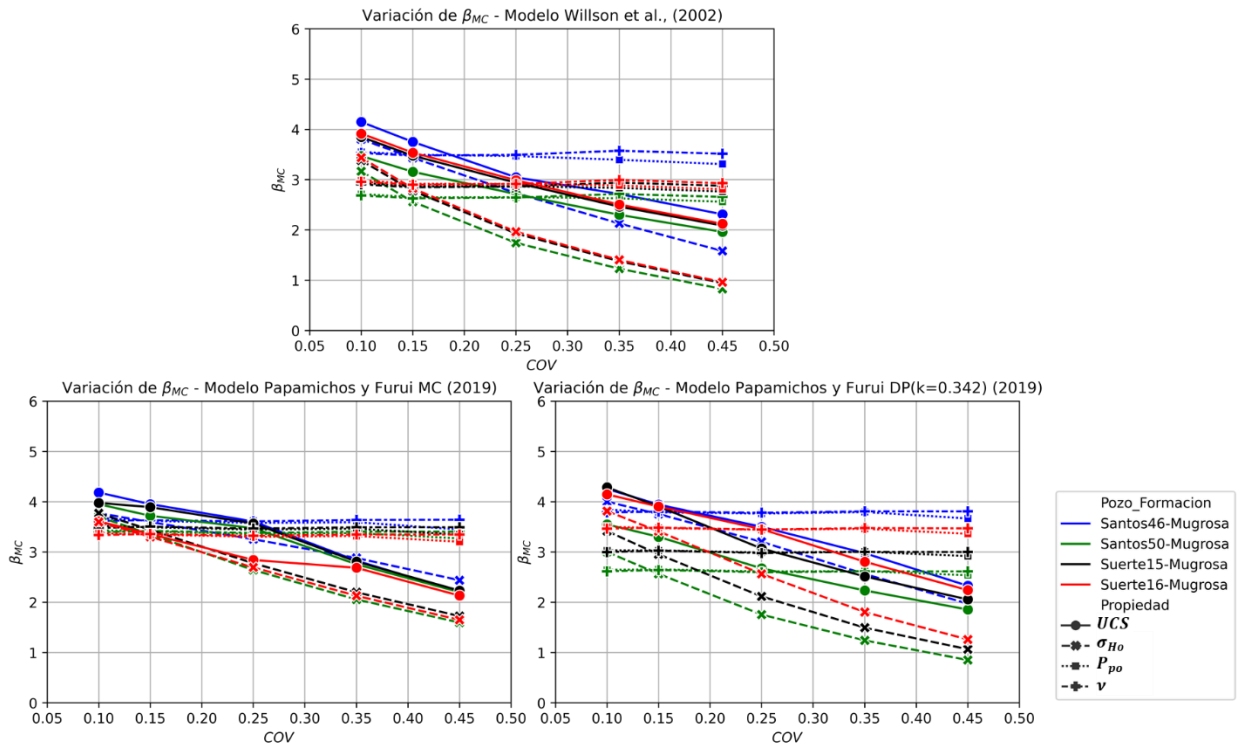 Variación de β_MC - Modelo Willson et al., (2002)
6
5
4
3
2
1
0
β_MC
0.05 0.10 0.15 0.20 0.25 0.30 0.35 0.40 0.45 0.50
COV
Variación de β_MC - Modelo Papamichos y Furui MC (2019)
6
5
4
3
2
1
0
β_MC
0.05 0.10 0.15 0.20 0.25 0.30 0.35 0.40 0.45 0.50
COV
Variación de β_MC - Modelo Papamichos y Furui DP(k=0.342) (2019)
6
5
4
3
2
1
0
β_MC
0.05 0.10 0.15 0.20 0.25 0.30 0.35 0.40 0.45 0.50
COV
Pozo_Formacion
Santos46-Mugrosa
Santos50-Mugrosa
Suerte15-Mugrosa
Suerte16-Mugrosa
Propiedad
UCS
σ_Ho
P_po
ν